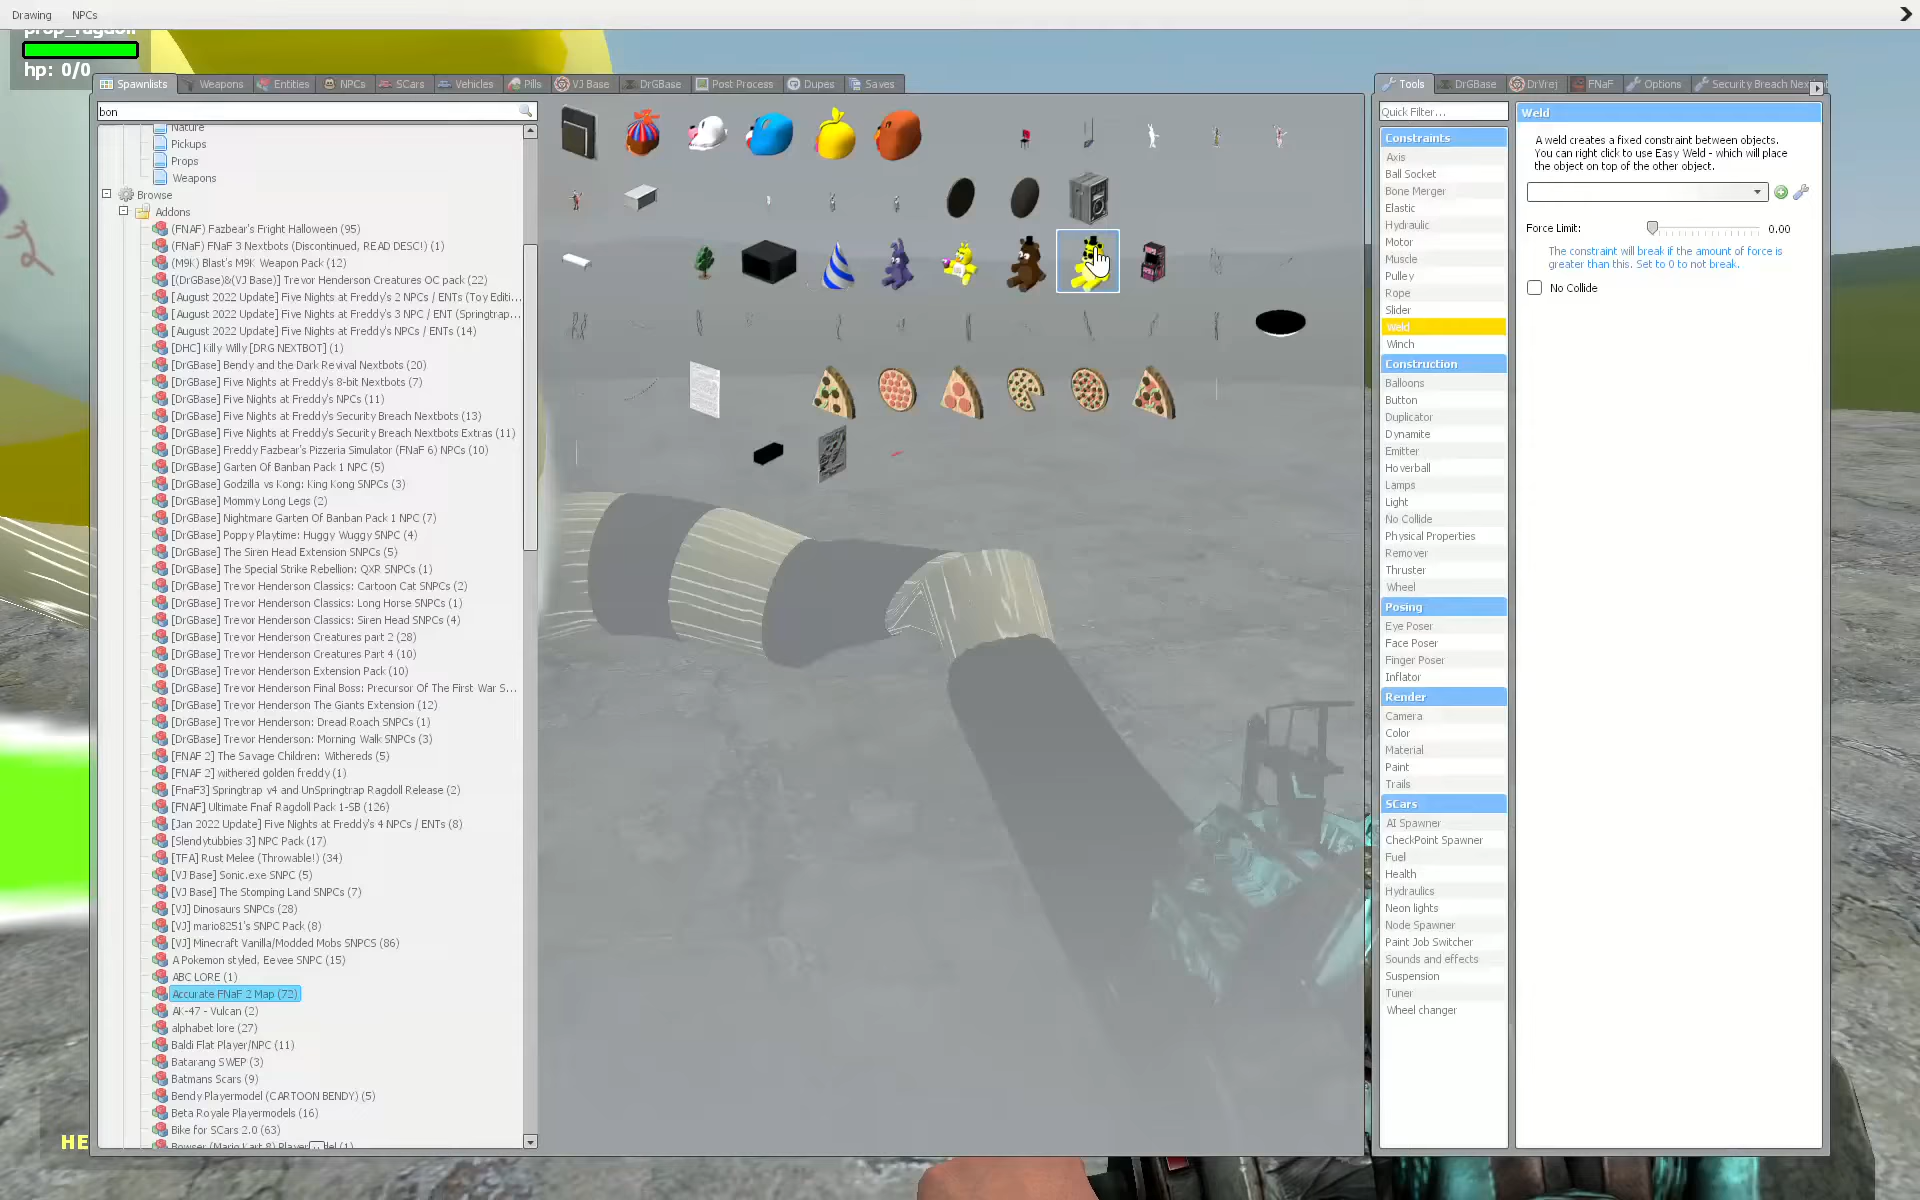 Drawing NPCs
prop_ragdoll
hp: 0/0
Spawnlists Weapons Entities NPCs SCars Vehicles Pills VJ Base DrGBase Post Process Dupes Saves
bon
Nature
Pickups
Props
Weapons
Browse
Addons
(FNAF) Fazbear's Fright Halloween (95)
(FNaF) FNaF 3 Nextbots (Discontinued, READ DESC!) (1)
(M9K) Blast's M9K Weapon Pack (12)
[(DrGBase)&(VJ Base)] Trevor Henderson Creatures OC pack (22)
[August 2022 Update] Five Nights at Freddy's 2 NPCs / ENTs (Toy Editi...
[August 2022 Update] Five Nights at Freddy's 3 NPC / ENT (Springtrap...
[August 2022 Update] Five Nights at Freddy's NPCs / ENTs (14)
[DHC] Killy Willy [DRG NEXTBOT] (1)
[DrGBase] Bendy and the Dark Revival Nextbots (20)
[DrGBase] Five Nights at Freddy's 8-bit Nextbots (7)
[DrGBase] Five Nights at Freddy's NPCs (11)
[DrGBase] Five Nights at Freddy's Security Breach Nextbots (13)
[DrGBase] Five Nights at Freddy's Security Breach Nextbots Extras (11)
[DrGBase] Freddy Fazbear's Pizzeria Simulator (FNaF 6) NPCs (10)
[DrGBase] Garten Of Banban Pack 1 NPC (5)
[DrGBase] Godzilla vs Kong: King Kong SNPCs (3)
[DrGBase] Mommy Long Legs (2)
[DrGBase] Nightmare Garten Of Banban Pack 1 NPC (7)
[DrGBase] Poppy Playtime: Huggy Wuggy SNPC (4)
[DrGBase] The Siren Head Extension SNPCs (5)
[DrGBase] The Special Strike Rebellion: QXR SNPCs (1)
[DrGBase] Trevor Henderson Classics: Cartoon Cat SNPCs (2)
[DrGBase] Trevor Henderson Classics: Long Horse SNPCs (1)
[DrGBase] Trevor Henderson Classics: Siren Head SNPCs (4)
[DrGBase] Trevor Henderson Creatures part 2 (28)
[DrGBase] Trevor Henderson Creatures Part 4 (10)
[DrGBase] Trevor Henderson Extension Pack (10)
[DrGBase] Trevor Henderson Final Boss: Precursor Of The First War S...
[DrGBase] Trevor Henderson The Giants Extension (12)
[DrGBase] Trevor Henderson: Dread Roach SNPCs (1)
[DrGBase] Trevor Henderson: Morning Walk SNPCs (3)
[FNAF 2] The Savage Children: Withereds (5)
[FNAF 2] withered golden freddy (1)
[FnaF3] Springtrap v4 and UnSpringtrap Ragdoll Release (2)
[FNAF] Ultimate Fnaf Ragdoll Pack 1-SB (126)
[Jan 2022 Update] Five Nights at Freddy's 4 NPCs / ENTs (8)
[Slendytubbies 3] NPC Pack (17)
[TFA] Rust Melee (Throwable!) (34)
[VJ Base] Sonic.exe SNPC (5)
[VJ Base] The Stomping Land SNPCs (7)
[VJ] Dinosaurs SNPCs (28)
[VJ] mario8251's SNPC Pack (8)
[VJ] Minecraft Vanilla/Modded Mobs SNPCS (86)
A Pokemon styled, Eevee SNPC (15)
ABC LORE (1)
Accurate FNaF 2 Map (72)
AK-47 - Vulcan (2)
alphabet lore (27)
Baldi Flat Player/NPC (11)
Batarang SWEP (3)
Batmans Scars (9)
Bendy Playermodel (CARTOON BENDY) (5)
Beta Royale Playermodels (16)
Bike for SCars 2.0 (63)
Bowser (Mario Kart 8) Player
HE
Tools DrGBase DrVrej FNaF Options Security Breach
Quick Filter...
Constraints
Axis
Ball Socket
Bone Merger
Elastic
Hydraulic
Motor
Muscle
Pulley
Rope
Slider
Weld
Winch
Construction
Balloons
Button
Duplicator
Dynamite
Emitter
Hoverball
Lamps
Light
No Collide
Physical Properties
Remover
Thruster
Wheel
Posing
Eye Poser
Face Poser
Finger Poser
Inflator
Render
Camera
Color
Material
Paint
Trails
SCars
AI Spawner
CheckPoint Spawner
Fuel
Health
Hydraulics
Neon lights
Node Spawner
Paint Job Switcher
Sounds and effects
Suspension
Tuner
Wheel changer
Weld
A weld creates a fixed constraint between objects.
You can right click to use Easy Weld - which will place
the object on top of the other object.
Force Limit: 0.00
The constraint will break if the amount of force is
greater than this. Set to 0 to not break.
No Collide